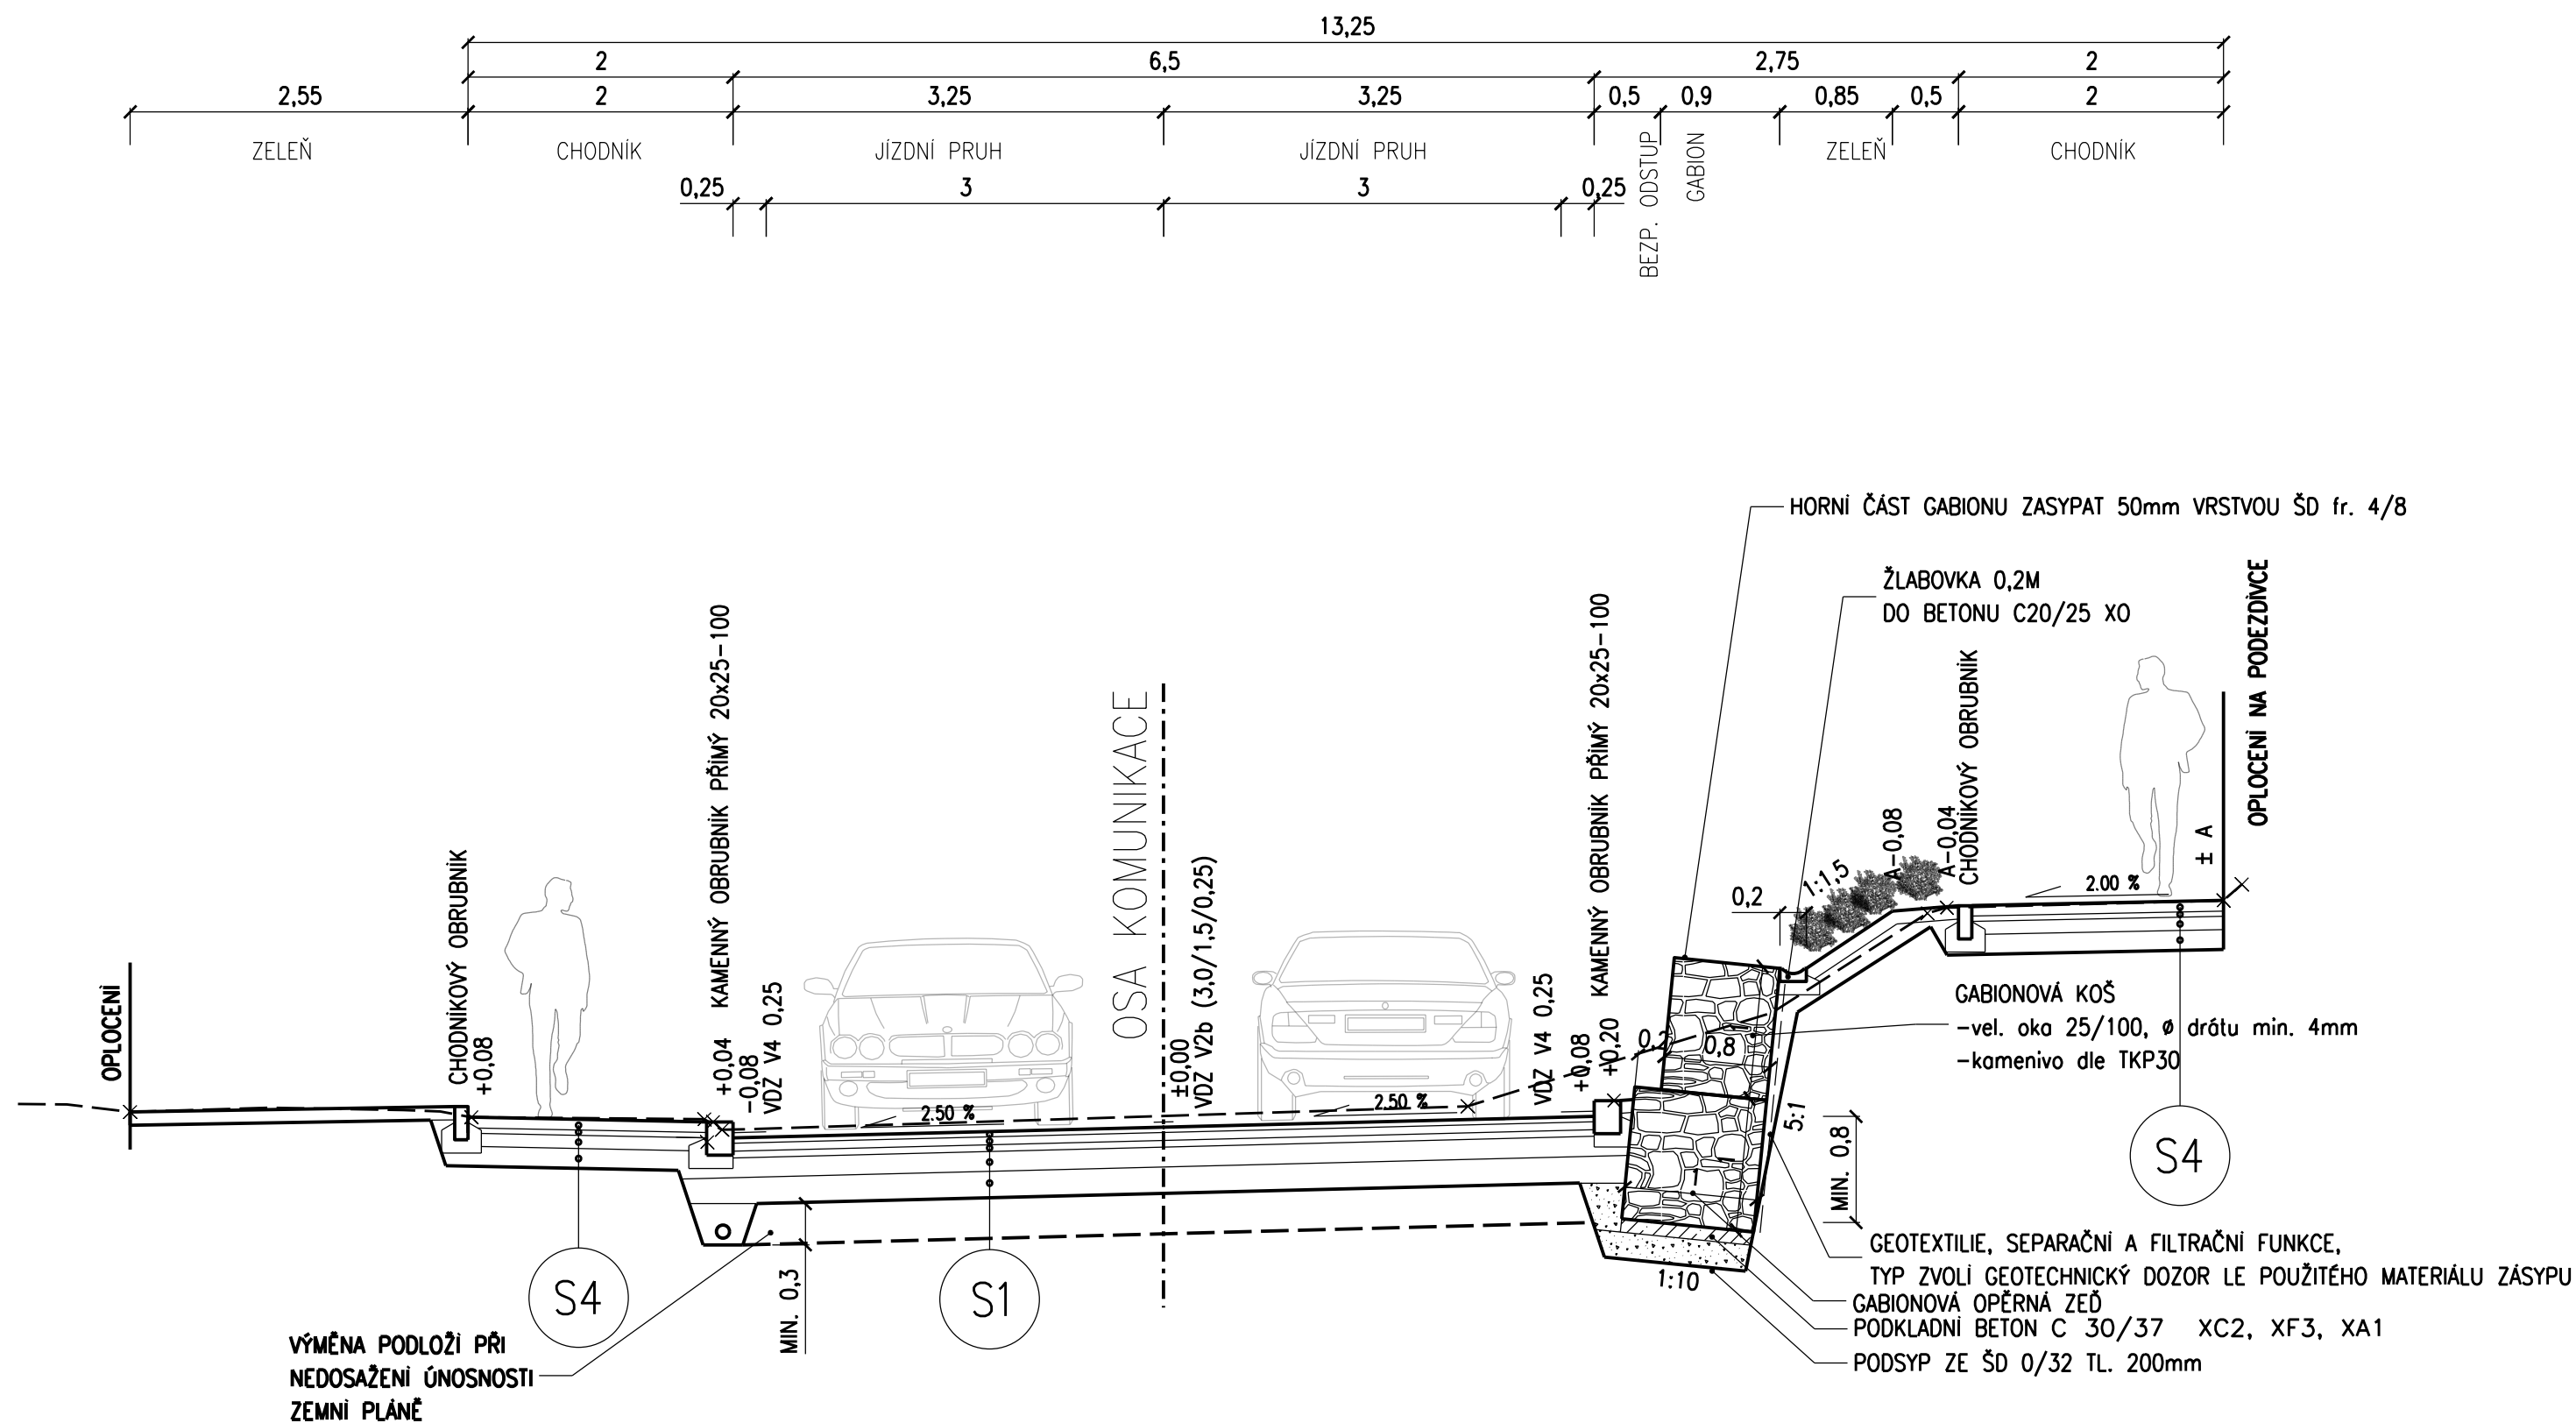 13,25
2 6,5 2,75 2
2,55 2 3,25 3,25 0,5 0,9 0,85 0,5 2
ZELEŇ CHODNÍK JÍZDNÍ PRUH JÍZDNÍ PRUH ZELEŇ CHODNÍK
BEZP. ODSTUP
GABION
0,25 3 3 0,25
HORNÍ ČÁST GABIONU ZASYPAT 50mm VRSTVOU ŠD fr. 4/8
ŽLABOVKA 0,2M
DO BETONU C20/25 XO
OPLOCENÍ
CHODNÍKOVÝ OBRUBNÍK
+0,08
KAMENNÝ OBRUBNÍK PŘÍMÝ 20x25-100
+0,04
-0,08
VDZ V4 0,25
OSA KOMUNIKACE
±0,00
VDZ V2b (3,0/1,5/0,25)
VDZ V4 0,25
+0,08
KAMENNÝ OBRUBNÍK PŘÍMÝ 20x25-100
+0,20
0,2
1:1,5
A-0,08
A-0,04
CHODNÍKOVÝ OBRUBNÍK
± A
OPLOCENÍ NA PODEZDÍVCE
2.00 %
2.50 %
2.50 %
0,2
0,8
1
5:1
MIN. 0,8
1:10
GABIONOVÁ KOŠ
-vel. oka 25/100, Ø drátu min. 4mm
-kamenivo dle TKP30
S4
S4
S1
MIN. 0,3
GEOTEXTILIE, SEPARAČNÍ A FILTRAČNÍ FUNKCE,
TYP ZVOLÍ GEOTECHNICKÝ DOZOR LE POUŽITÉHO MATERIÁLU ZÁSYPU
GABIONOVÁ OPĚRNÁ ZEĎ
PODKLADNÍ BETON C 30/37 XC2, XF3, XA1
PODSYP ZE ŠD 0/32 TL. 200mm
VÝMĚNA PODLOŽÍ PŘI
NEDOSAŽENÍ ÚNOSNOSTI
ZEMNÍ PLÁNĚ